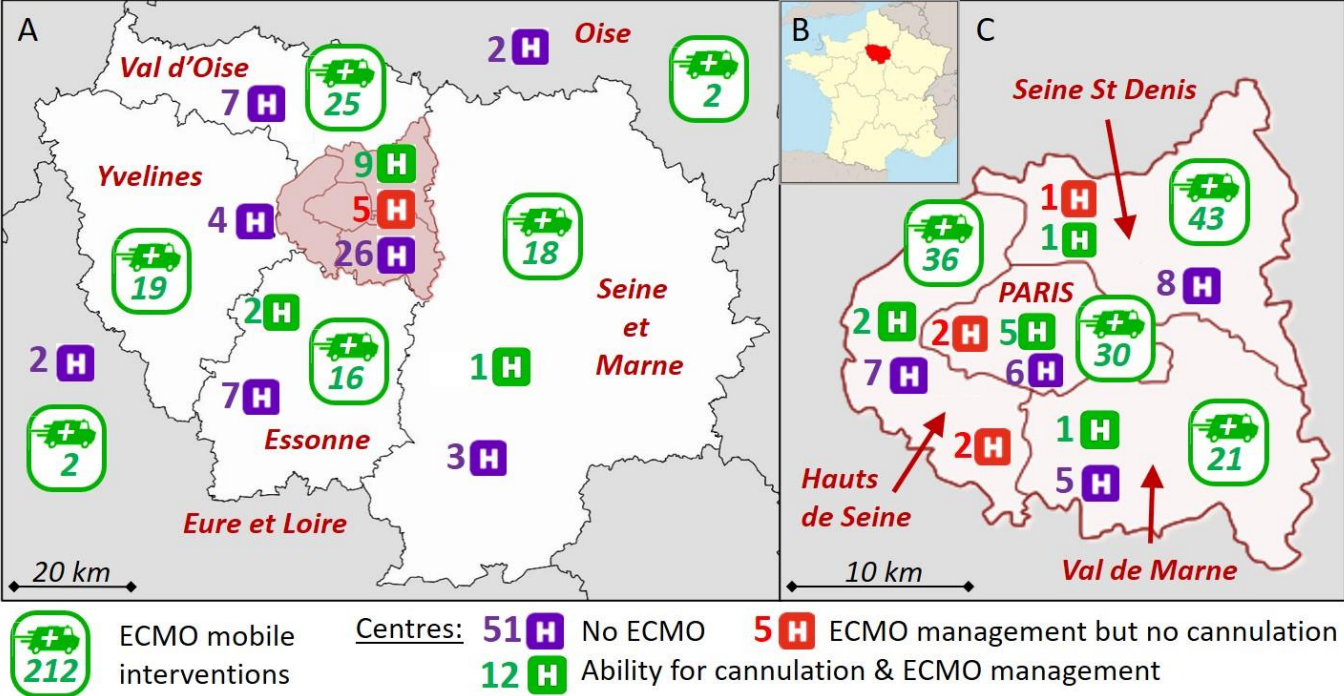 A
Val d'Oise
7 H
25
2 H
Oise
2
Yvelines
4 H
19
9 H
5 H
26 H
18
Seine
et
Marne
2 H
16
7 H
Essonne
1 H
3 H
2 H
2
Eure et Loire
20 km
B
C
Seine St Denis
1 H
1 H
43
8 H
36
PARIS
2 H
5 H
6 H
30
2 H
7 H
2 H
Hauts
de Seine
1 H
5 H
21
Val de Marne
10 km
212
ECMO mobile
interventions
Centres: 51 H No ECMO 5 H ECMO management but no cannulation
12 H Ability for cannulation & ECMO management